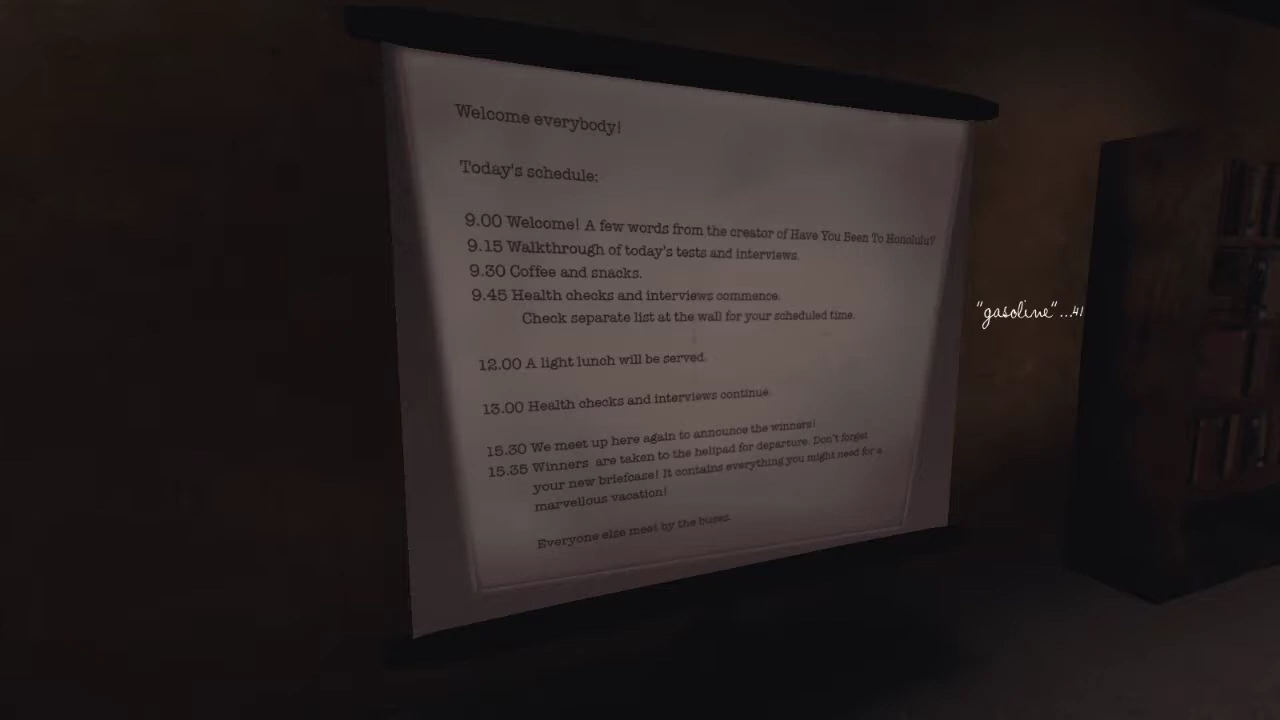 Welcome everybody!
Today's schedule:
9.00 Welcome! A few words from the creator of Have You Been To Honolulu?
9.15 Walkthrough of today's tests and interviews.
9.30 Coffee and snacks.
9.45 Health checks and interviews commence.
Check separate list at the wall for your scheduled time.
"gasoline"...41
12.00 A light lunch will be served.
13.00 Health checks and interviews continue.
15.30 We meet up here again to announce the winners!
15.35 Winners are taken to the helipad for departure. Don't forget
your new briefcase! It contains everything you might need for a
marvellous vacation!
Everyone else meet by the buses.